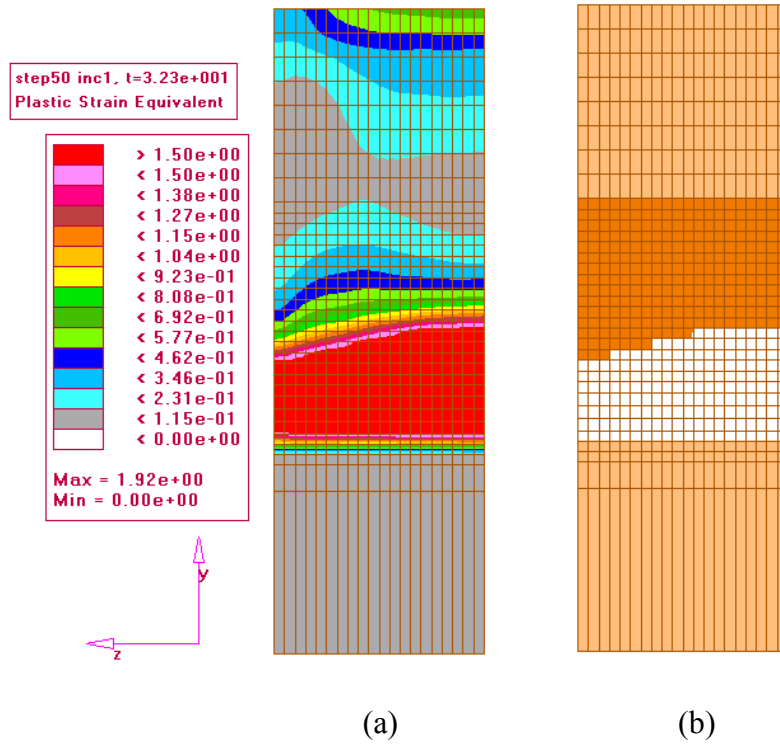 step50 inc1, t=3.23e+001
Plastic Strain Equivalent
> 1.50e+00
< 1.50e+00
< 1.38e+00
< 1.27e+00
< 1.15e+00
< 1.04e+00
< 9.23e-01
< 8.08e-01
< 6.92e-01
< 5.77e-01
< 4.62e-01
< 3.46e-01
< 2.31e-01
< 1.15e-01
< 0.00e+00
Max = 1.92e+00
Min = 0.00e+00
y
z
(a)
(b)